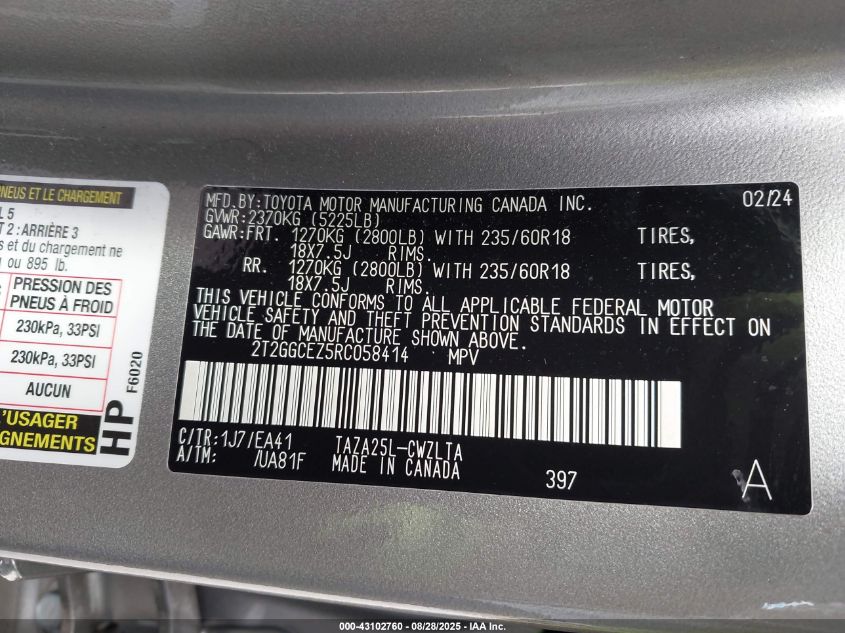 PNEUS ET LE CHARGEMENT
L 5
T 2 : ARRIÈRE 3
s et du chargement ne
ou 895 lb.
PRESSION DES
PNEUS À FROID
230kPa, 33PSI
230kPa, 33PSI
AUCUN
L'USAGER
GNEMENTS
HP
F6020
MFD.BY:TOYOTA MOTOR MANUFACTURING CANADA INC. 02/24
GVWR:2370KG (5225LB)
GAWR:FRT. 1270KG (2800LB) WITH 235/60R18 TIRES,
18X7.5J RIMS.
RR. 1270KG (2800LB) WITH 235/60R18 TIRES,
18X7.5J RIMS.
THIS VEHICLE CONFORMS TO ALL APPLICABLE FEDERAL MOTOR
VEHICLE SAFETY AND THEFT PREVENTION STANDARDS IN EFFECT ON
THE DATE OF MANUFACTURE SHOWN ABOVE.
2T2GGCEZ5RC058414 MPV
C/TR:1J7/EA41 TAZA25L-CWZLTA
A/TM: /UA81F MADE IN CANADA
397 A
000-43102760 - 08/28/2025 - IAA Inc.